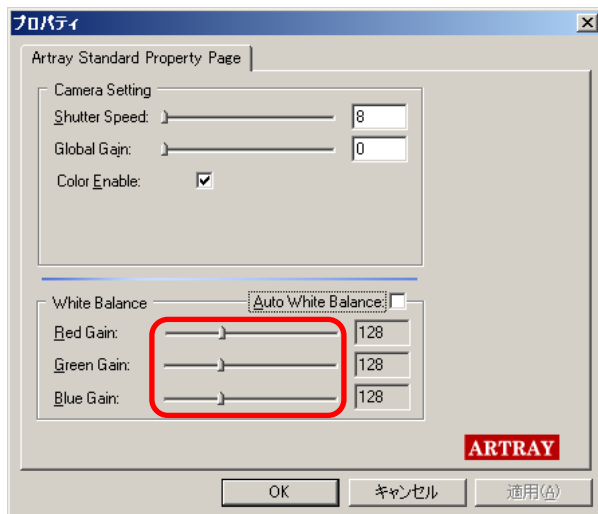 プロパティ
Artray Standard Property Page
Camera Setting
Shutter Speed: 8
Global Gain: 0
Color Enable:
White Balance Auto White Balance:
Red Gain: 128
Green Gain: 128
Blue Gain: 128
ARTRAY
OK キャンセル 適用(A)